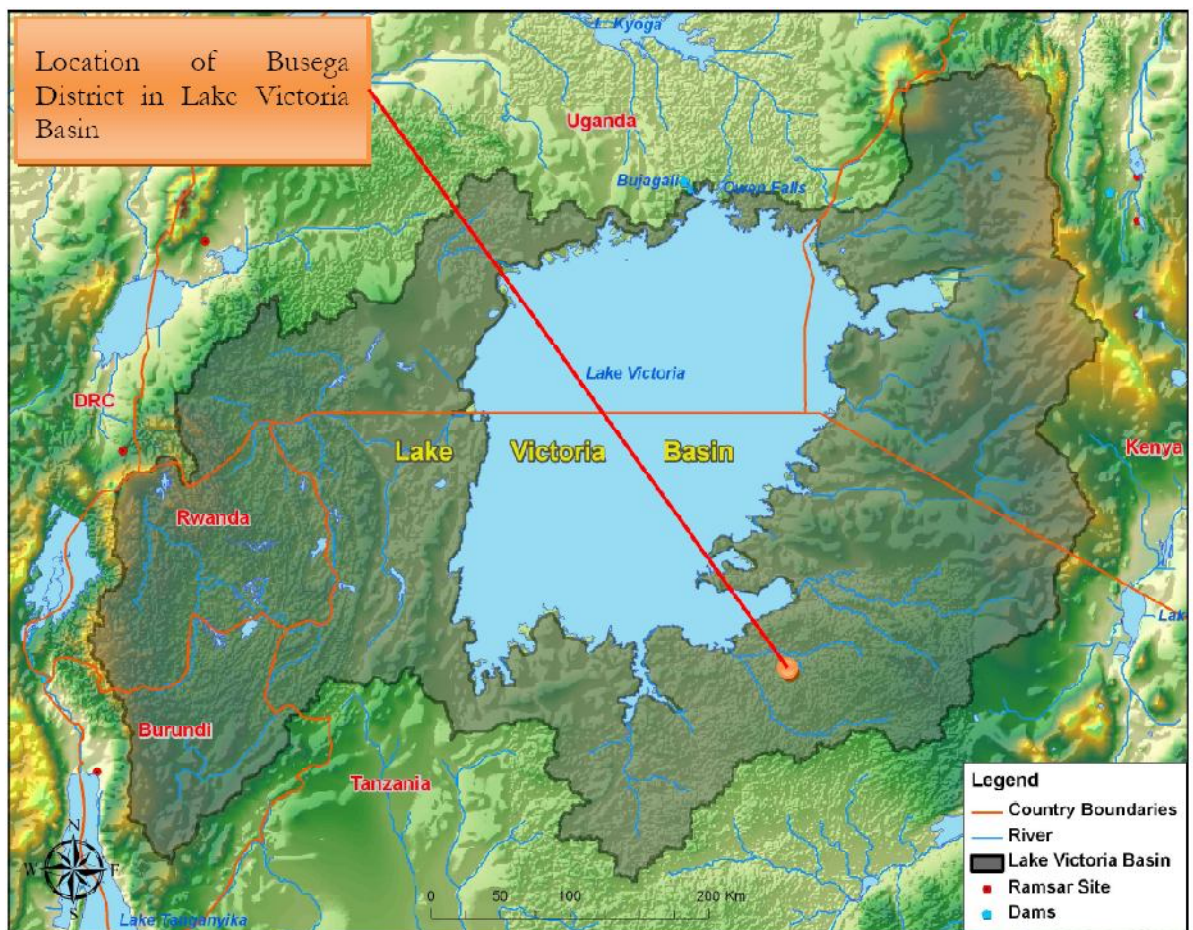 Location of Busega
District in Lake Victoria
Basin
L. Kyoga
Uganda
Bujagali
Owen Falls
Lake Victoria
DRC
Lake Victoria Basin
Kenya
Rwanda
Lak
Burundi
Tanzania
Lake Tanganyika
N
W E
S
0 50 100 200 Km
Legend
Country Boundaries
River
Lake Victoria Basin
Ramsar Site
Dams